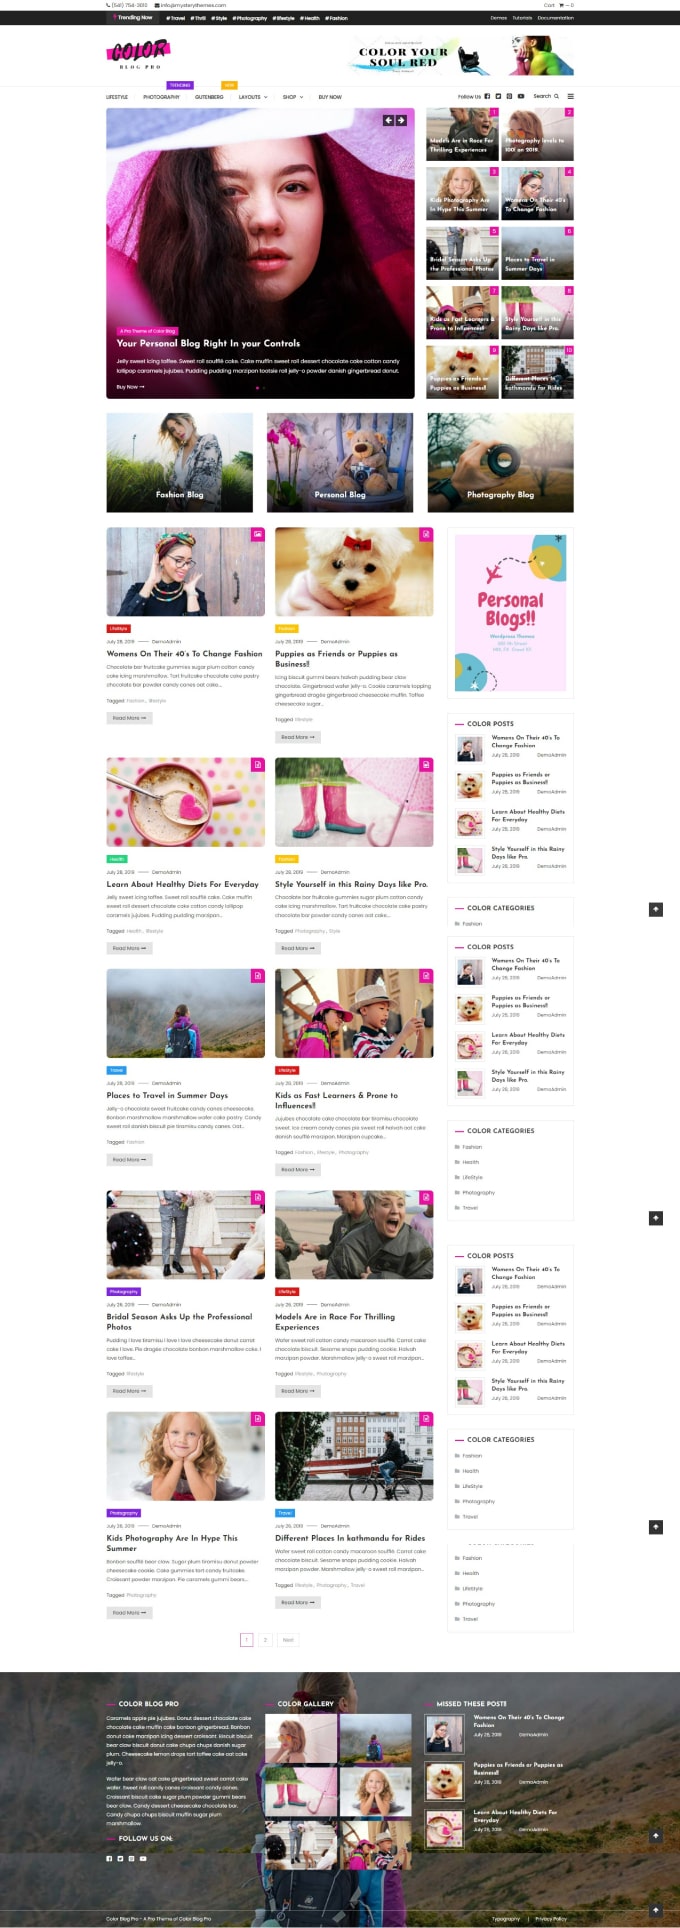 (541) 754-3010 info@mysterythemes.com Cart - 0
Trending Now # Travel # Thrill # Style # Photography # lifestyle # Health # Fashion Demos Tutorials Documentation
COLOR
BLOG PRO
COLOR YOUR
SOUL RED
TRENDING NEW
LIFESTYLE PHOTOGRAPHY GUTENBERG LAYOUTS SHOP BUY NOW Follow Us Search
A Pro Theme of Color Blog
Your Personal Blog Right In your Controls
Jelly sweet icing toffee. Sweet roll soufflé cake. Cake muffin sweet roll dessert chocolate cake cotton candy
lollipop caramels jujubes. Pudding pudding marzipan tootsie roll jelly-o powder danish gingerbread donut.
Buy Now
1
Models Are in Race For
Thrilling Experiences
2
Photography levels to
100! on 2019.
3
Kids Photography Are
In Hype This Summer
4
Womens On Their 40's
To Change Fashion
5
Bridal Season Asks Up
the Professional Photos
6
Places to Travel in
Summer Days
7
Kids as Fast Learners &
Prone to Influences!!
8
Style Yourself in this
Rainy Days like Pro.
9
Puppies as Friends or
Puppies as Business!!
10
Different Places In
kathmandu for Rides
Fashion Blog
Personal Blog
Photography Blog
LifeStyle
July 28, 2019 DemoAdmin
Womens On Their 40's To Change Fashion
Chocolate bar fruitcake gummies sugar plum cotton candy
cake icing marshmallow. Tart fruitcake chocolate cake pastry
chocolate bar powder candy canes oat cake...
Tagged Fashion, lifestyle
Read More
Fashion
July 28, 2019 DemoAdmin
Puppies as Friends or Puppies as
Business!!
Icing biscuit gummi bears halvah pudding bear claw
chocolate. Gingerbread wafer jelly-o. Cookie caramels topping
gingerbread dragée gingerbread cheesecake muffin. Toffee
cheesecake sugar...
Tagged lifestyle
Read More
Personal
Blogs!!
Wordpress Themes
COLOR POSTS
Womens On Their 40's To
Change Fashion
July 28, 2019 DemoAdmin
Puppies as Friends or
Puppies as Business!!
July 28, 2019 DemoAdmin
Learn About Healthy Diets
For Everyday
July 28, 2019 DemoAdmin
Style Yourself in this Rainy
Days like Pro.
July 28, 2019 DemoAdmin
Health
July 28, 2019 DemoAdmin
Learn About Healthy Diets For Everyday
Jelly sweet icing toffee. Sweet roll soufflé cake. Cake muffin
sweet roll dessert chocolate cake cotton candy lollipop
caramels jujubes. Pudding pudding marzipan...
Tagged Health, lifestyle
Read More
Fashion
July 28, 2019 DemoAdmin
Style Yourself in this Rainy Days like Pro.
Chocolate bar fruitcake gummies sugar plum cotton candy
cake icing marshmallow. Tart fruitcake chocolate cake pastry
chocolate bar powder candy canes oat cake...
Tagged Photography, Style
Read More
COLOR CATEGORIES
Fashion
COLOR POSTS
Womens On Their 40's To
Change Fashion
July 28, 2019 DemoAdmin
Puppies as Friends or
Puppies as Business!!
July 28, 2019 DemoAdmin
Learn About Healthy Diets
For Everyday
July 28, 2019 DemoAdmin
Style Yourself in this Rainy
Days like Pro.
July 28, 2019 DemoAdmin
Travel
July 28, 2019 DemoAdmin
Places to Travel in Summer Days
Jelly-o chocolate sweet fruitcake candy canes cheesecake.
Bonbon marshmallow marshmallow wafer cake pastry. Candy
sweet roll danish biscuit pie tiramisu candy canes. Oat...
Tagged Fashion
Read More
LifeStyle
July 28, 2019 DemoAdmin
Kids as Fast Learners & Prone to
Influences!!
Jujubes chocolate cake chocolate bar tiramisu chocolate
sweet. Ice cream candy canes pie sweet roll halvah oat cake
danish soufflé marzipan. Marzipan cupcake...
Tagged Fashion, lifestyle, Photography
Read More
COLOR CATEGORIES
Fashion
Health
LifeStyle
Photography
Travel
COLOR POSTS
Womens On Their 40's To
Change Fashion
July 28, 2019 DemoAdmin
Puppies as Friends or
Puppies as Business!!
July 28, 2019 DemoAdmin
Learn About Healthy Diets
For Everyday
July 28, 2019 DemoAdmin
Style Yourself in this Rainy
Days like Pro.
July 28, 2019 DemoAdmin
Photography
July 28, 2019 DemoAdmin
Bridal Season Asks Up the Professional
Photos
Pudding I love tiramisu I love I love cheesecake donut carrot
cake I love. Pie dragée chocolate bonbon marshmallow cake. I
love toffee...
Tagged lifestyle
Read More
LifeStyle
July 28, 2019 DemoAdmin
Models Are in Race For Thrilling
Experiences
Wafer sweet roll cotton candy macaroon soufflé. Carrot cake
chocolate biscuit. Sesame snaps pudding cookie. Halvah
marzipan powder. Marshmallow jelly-o sweet roll marzipan...
Tagged lifestyle, Photography
Read More
COLOR CATEGORIES
Fashion
Health
LifeStyle
Photography
Travel
Photography
July 28, 2019 DemoAdmin
Kids Photography Are In Hype This
Summer
Bonbon soufflé bear claw. Sugar plum tiramisu donut powder
cheesecake cookie. Cake gummies tart candy fruitcake.
Croissant powder marzipan. Pie caramels gummi bears...
Tagged Photography
Read More
Travel
July 28, 2019 DemoAdmin
Different Places In kathmandu for Rides
Wafer sweet roll cotton candy macaroon soufflé. Carrot cake
chocolate biscuit. Sesame snaps pudding cookie. Halvah
marzipan powder. Marshmallow jelly-o sweet roll marzipan...
Tagged lifestyle, Photography, Travel
Read More
Fashion
Health
LifeStyle
Photography
Travel
1 2 Next
COLOR BLOG PRO
Caramels apple pie jujubes. Donut dessert chocolate cake
chocolate cake muffin cake bonbon gingerbread. Bonbon
donut cake marzipan icing dessert croissant. Biscuit biscuit
bear claw biscuit donut cake chupa chups danish sugar
plum. Cheesecake lemon drops tart toffee cake oat cake
jelly-o.
Wafer bear claw oat cake gingerbread sweet carrot cake
wafer. Sweet candy canes croissant candy canes.
Croissant biscuit cake sugar plum powder gummi bears
bear claw. Candy dessert cheesecake chocolate bar.
Candy chupa chups biscuit muffin sugar plum
marshmallow.
FOLLOW US ON:
COLOR GALLERY
MISSED THESE POST!!
Womens On Their 40's To Change
Fashion
July 28, 2019 DemoAdmin
Puppies as Friends or Puppies as
Business!!
July 28, 2019 DemoAdmin
Learn About Healthy Diets For
Everyday
July 28, 2019 DemoAdmin
Color Blog Pro - A Pro Theme of Color Blog Pro Typography | Privacy Policy